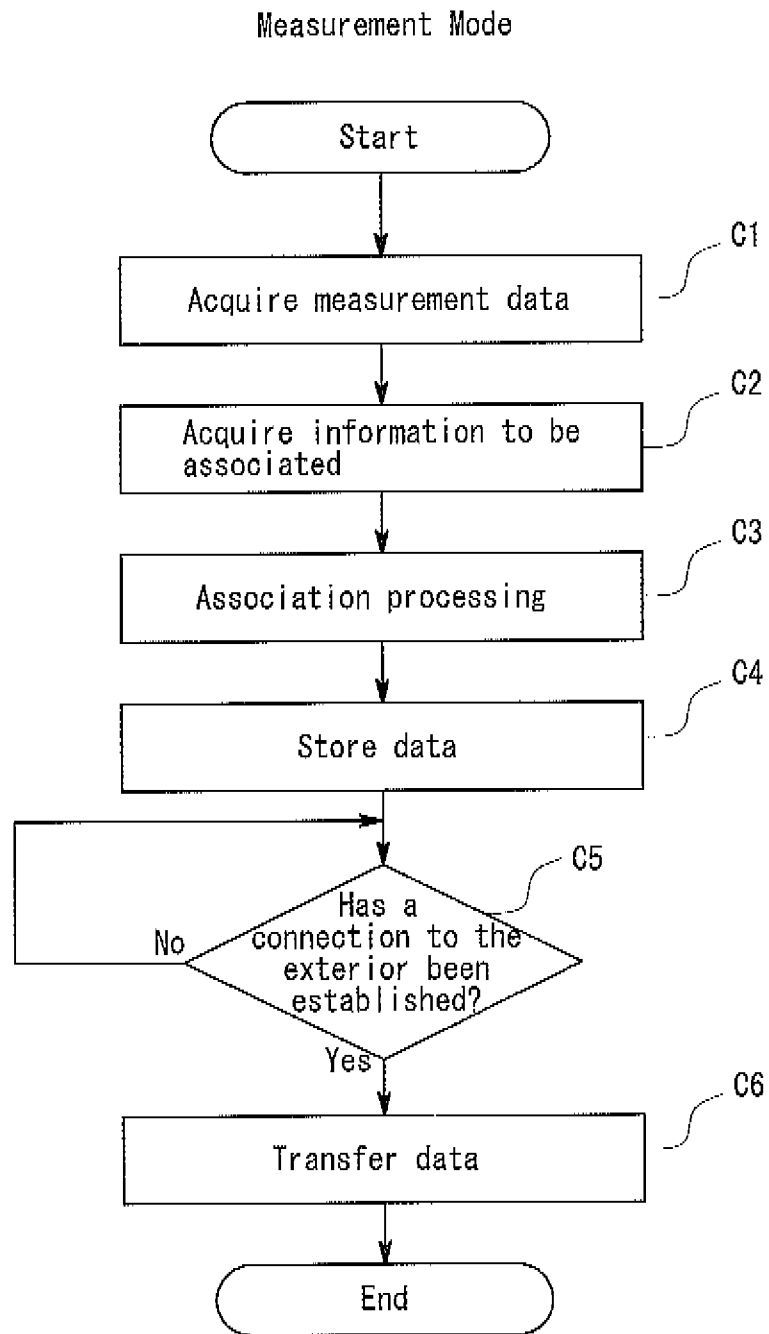 Measurement Mode
Start
C1
Acquire measurement data
C2
Acquire information to be
associated
C3
Association processing
C4
Store data
C5
Has a
connection to the
exterior been
established?
No
Yes
C6
Transfer data
End